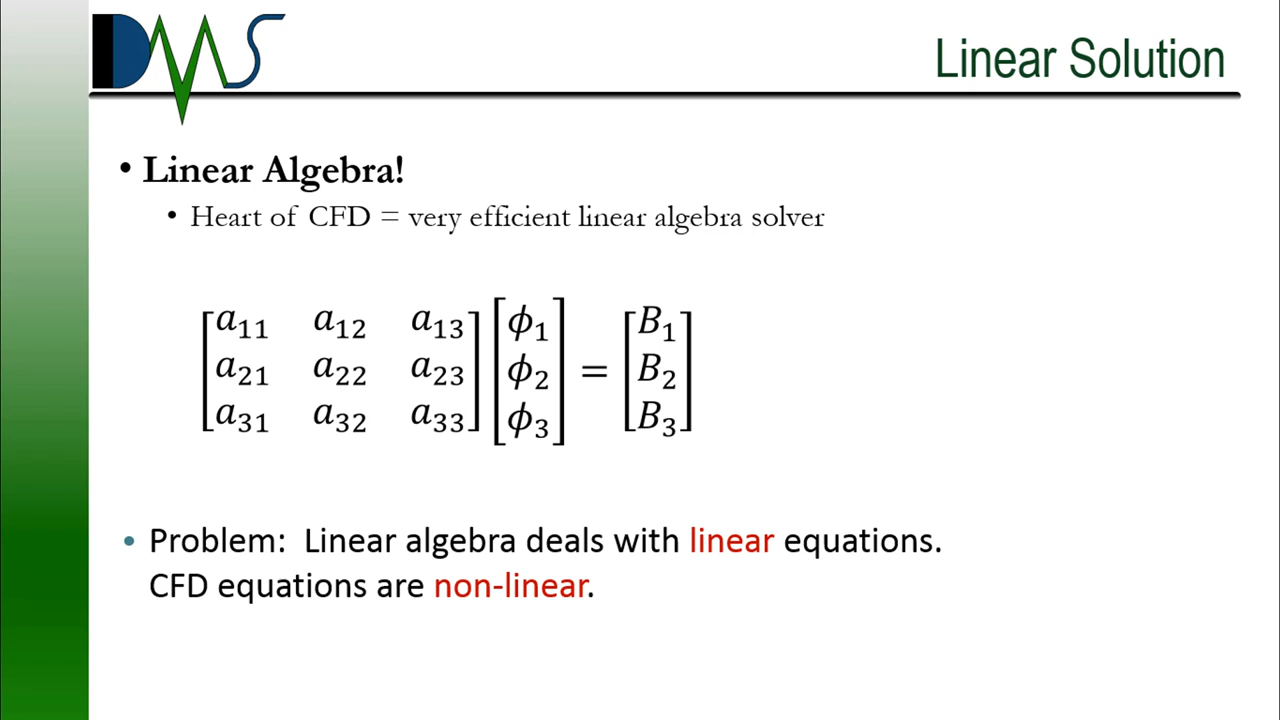 DMS
Linear Solution
• Linear Algebra!
• Heart of CFD = very efficient linear algebra solver
[a₁₁ a₁₂ a₁₃] [ϕ₁] [B₁]
[a₂₁ a₂₂ a₂₃] [ϕ₂] = [B₂]
[a₃₁ a₃₂ a₃₃] [ϕ₃] [B₃]
• Problem: Linear algebra deals with linear equations.
CFD equations are non-linear.